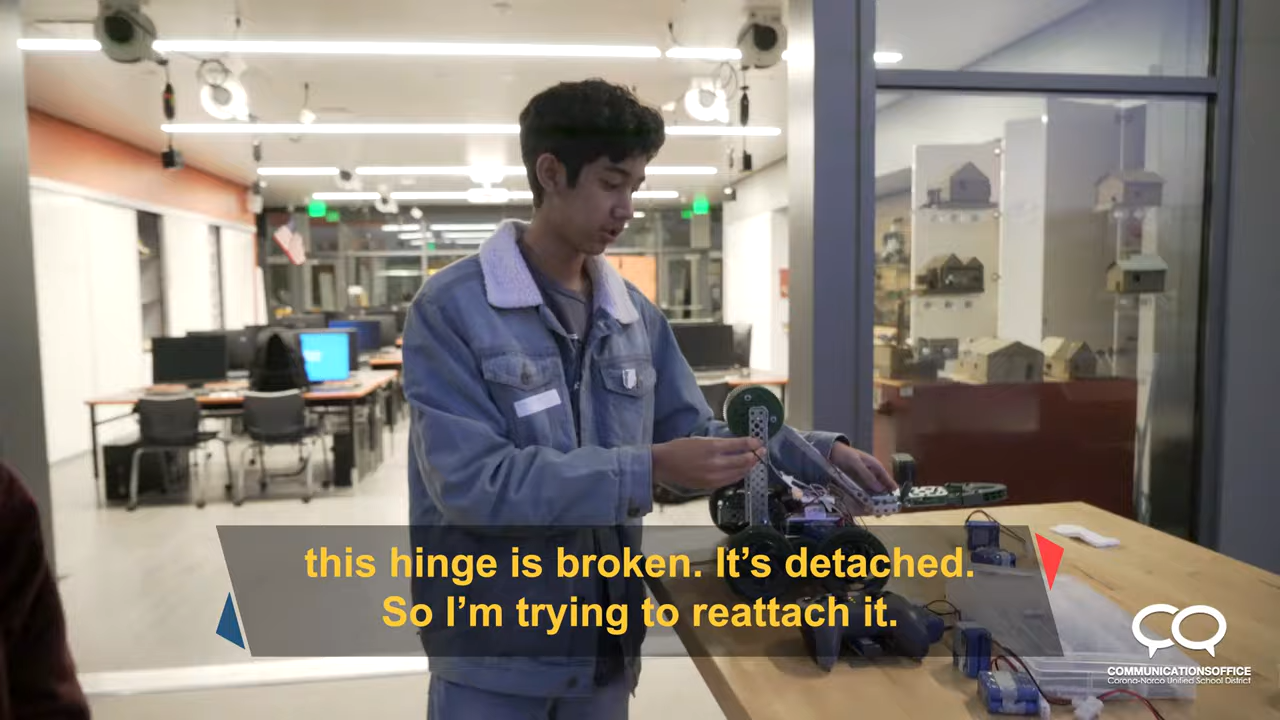 this hinge is broken. It’s detached.
So I’m trying to reattach it.
COMMUNICATIONSOFFICE
Corona-Norco Unified School District